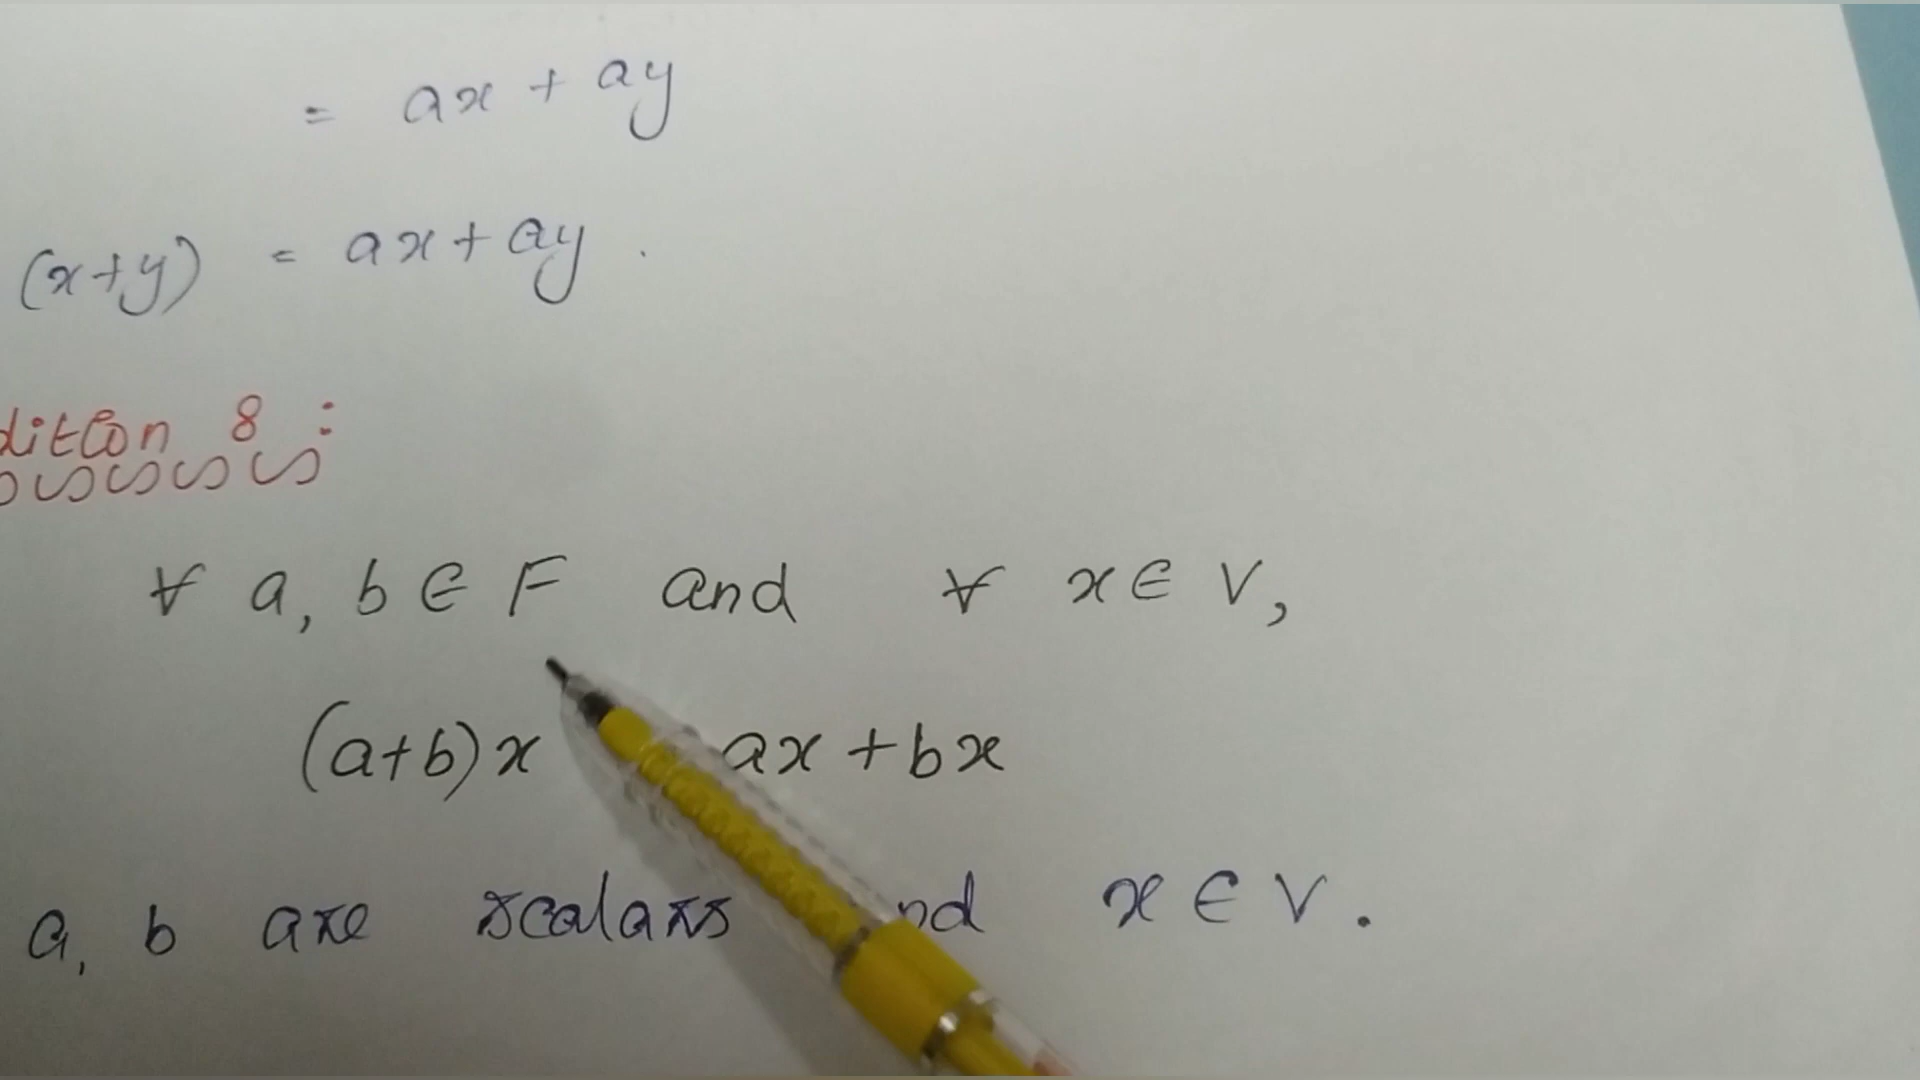 = ax + ay
(x+y) = ax + ay .
dition 8 :
∀ a, b ∈ F and ∀ x ∈ V,
(a+b)x ax + bx
a, b are scalars nd x ∈ V.